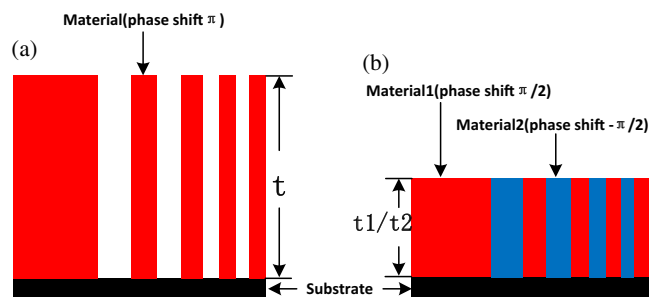 (a)
Material(phase shift π)
t
(b)
Material1(phase shift π/2)
Material2(phase shift -π/2)
t1/t2
Substrate